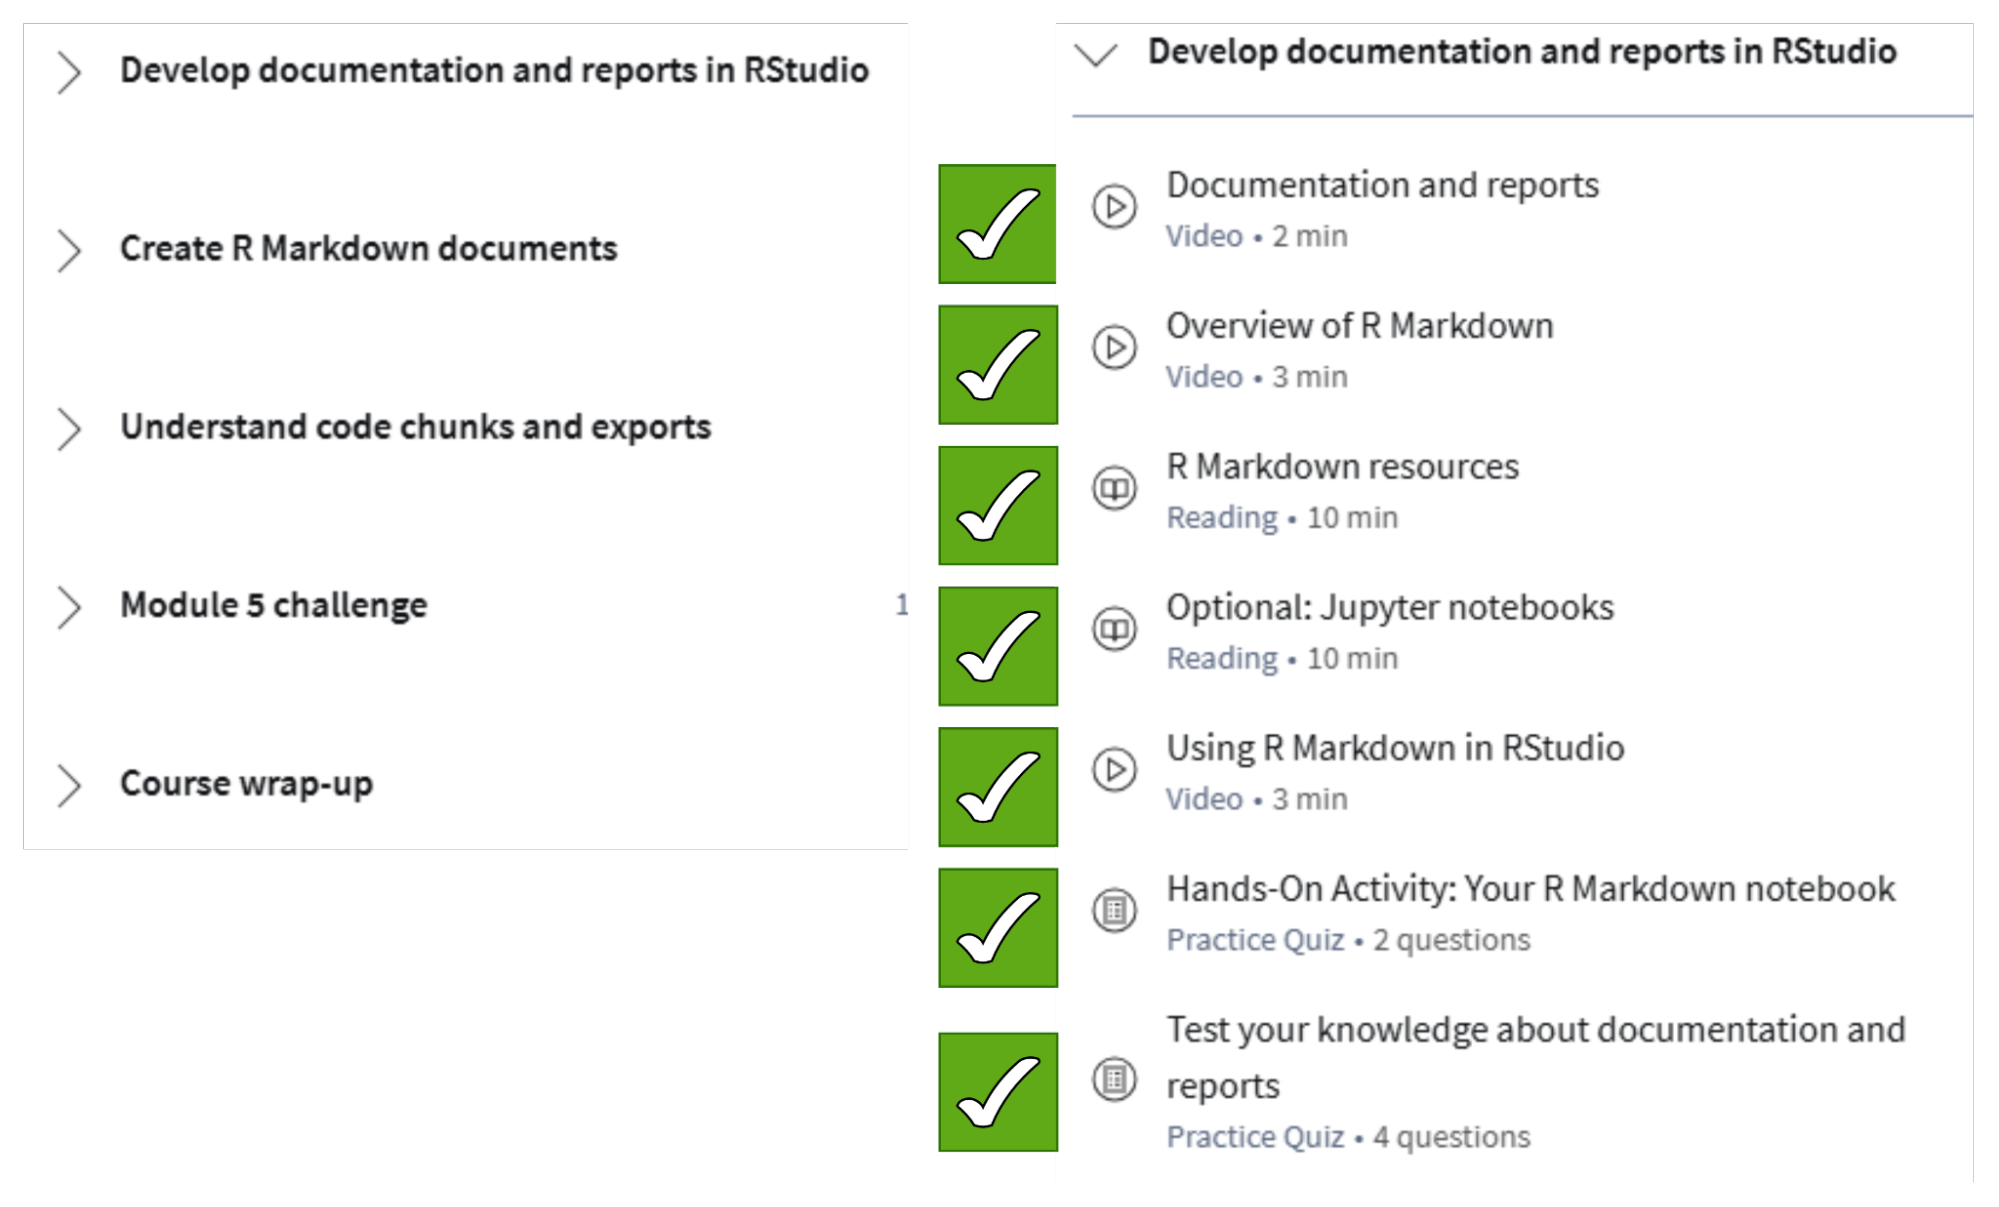 Develop documentation and reports in RStudio
Create R Markdown documents
Understand code chunks and exports
Module 5 challenge
1
Course wrap-up
Develop documentation and reports in RStudio
Documentation and reports
Video • 2 min
Overview of R Markdown
Video • 3 min
R Markdown resources
Reading • 10 min
Optional: Jupyter notebooks
Reading • 10 min
Using R Markdown in RStudio
Video • 3 min
Hands-On Activity: Your R Markdown notebook
Practice Quiz • 2 questions
Test your knowledge about documentation and
reports
Practice Quiz • 4 questions